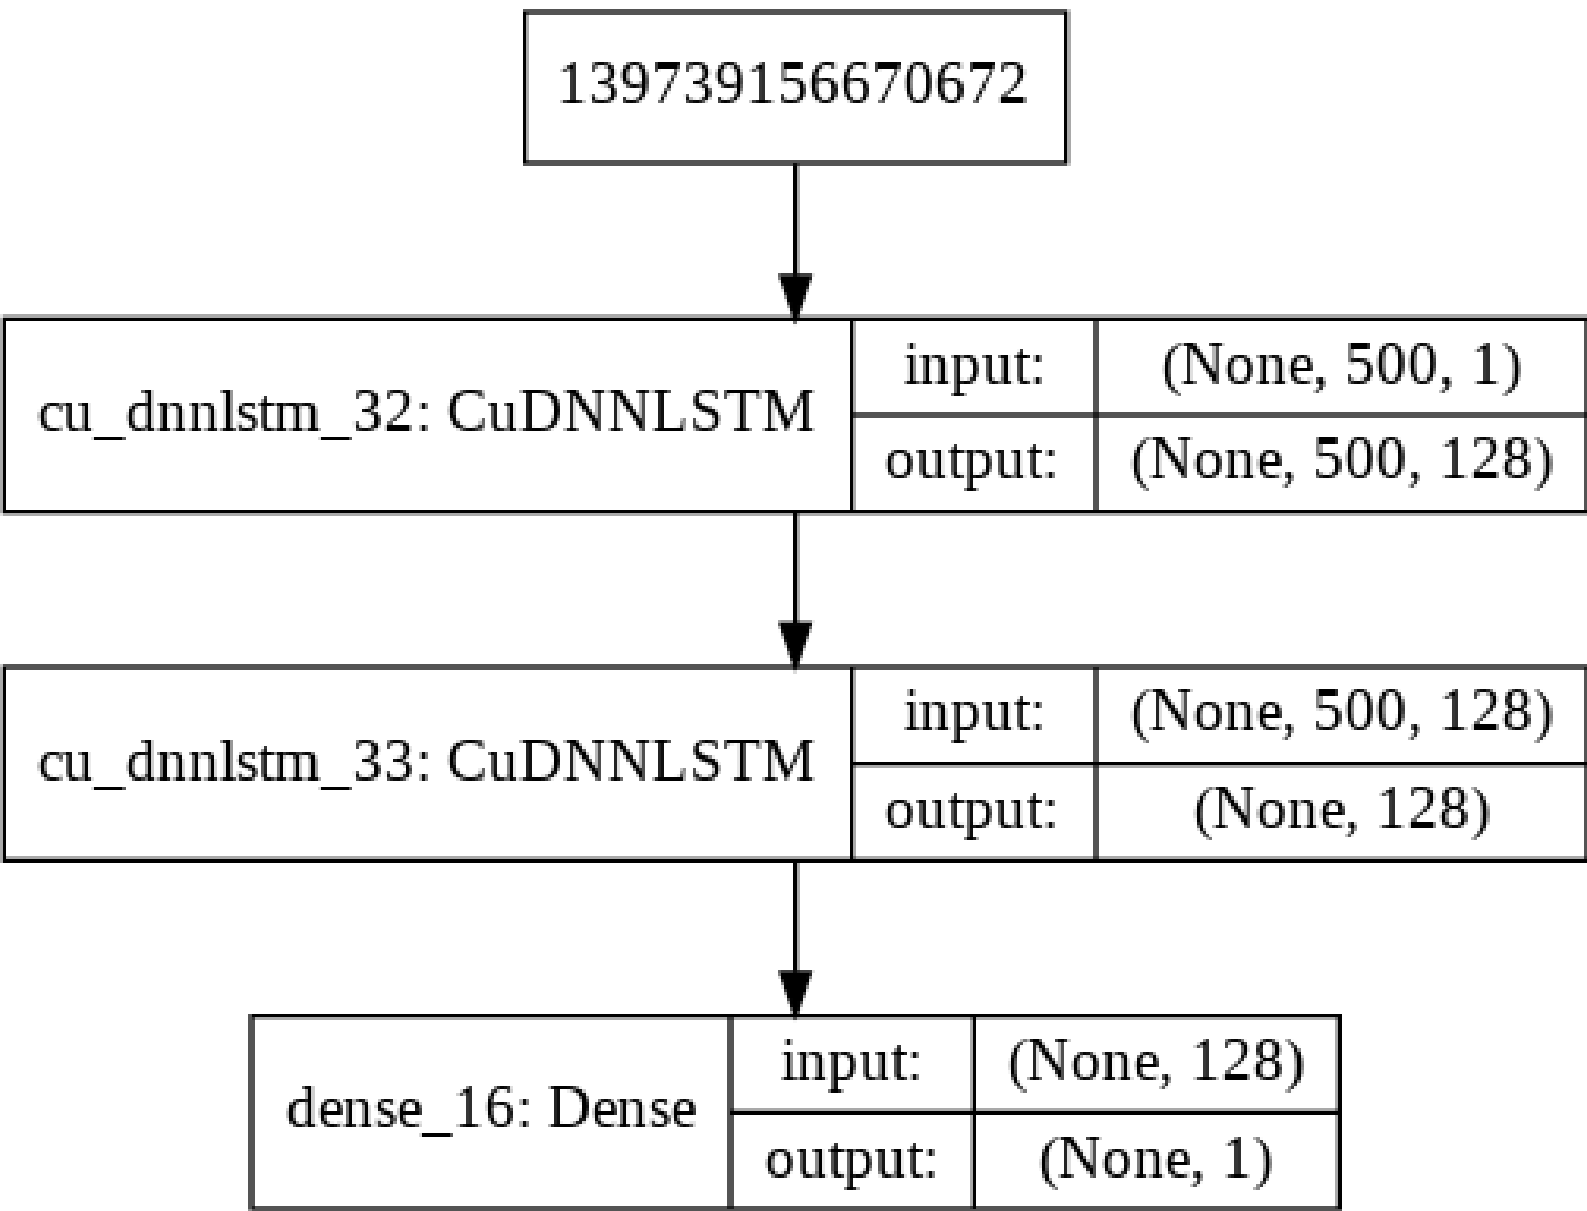 139739156670672
cu_dnnlstm_32: CuDNNLSTM
input:
(None, 500, 1)
output:
(None, 500, 128)
cu_dnnlstm_33: CuDNNLSTM
input:
(None, 500, 128)
output:
(None, 128)
dense_16: Dense
input:
(None, 128)
output:
(None, 1)